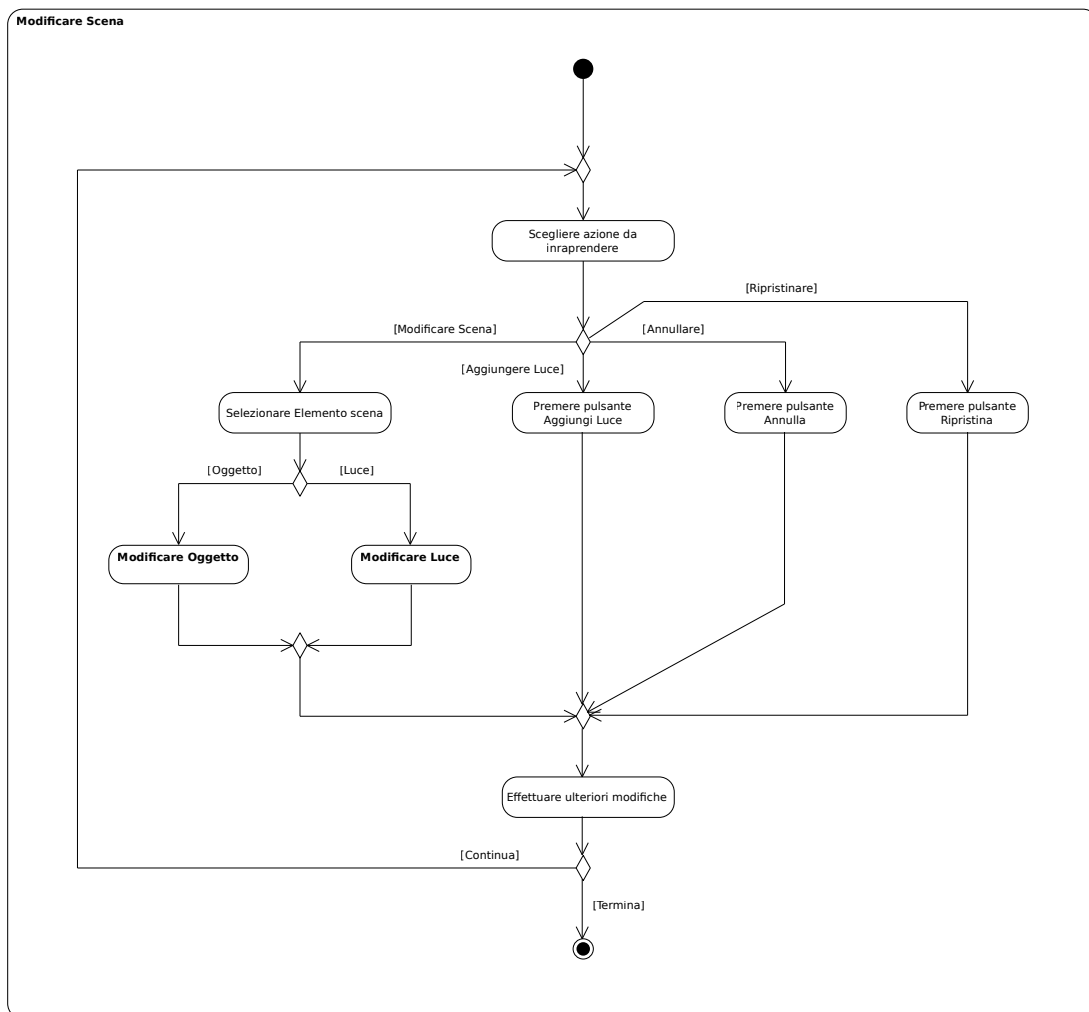 Modificare Scena
Scegliere azione da
inraprendere
[Ripristinare]
[Modificare Scena]
[Annullare]
[Aggiungere Luce]
Selezionare Elemento scena
Premere pulsante
Aggiungi Luce
Premere pulsante
Annulla
Premere pulsante
Ripristina
[Oggetto]
[Luce]
Modificare Oggetto
Modificare Luce
Effettuare ulteriori modifiche
[Continua]
[Termina]